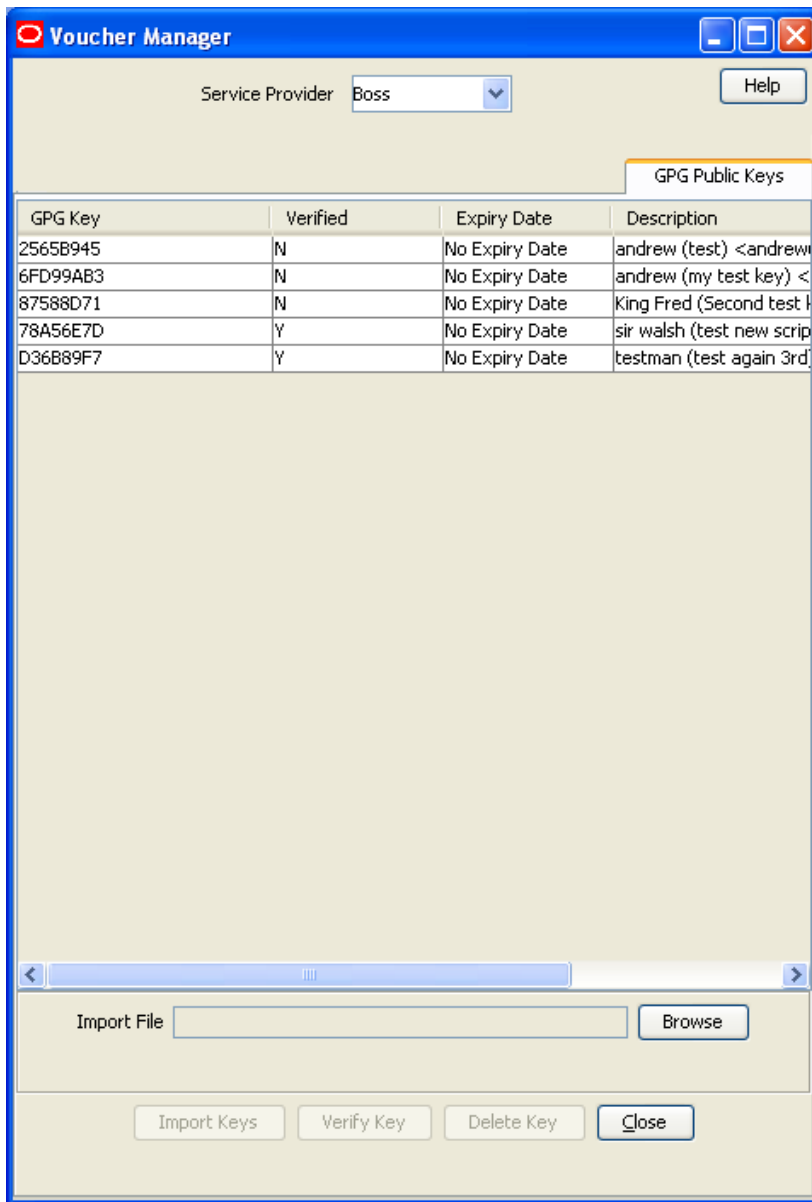 Voucher Manager
Service Provider Boss Help
GPG Public Keys
GPG Key Verified Expiry Date Description
2565B945 N No Expiry Date andrew (test) <andrew
6FD99AB3 N No Expiry Date andrew (my test key) <
87588D71 N No Expiry Date King Fred (Second test
78A56E7D Y No Expiry Date sir walsh (test new scrip
D36B89F7 Y No Expiry Date testman (test again 3rd)
Import File Browse
Import Keys Verify Key Delete Key Close